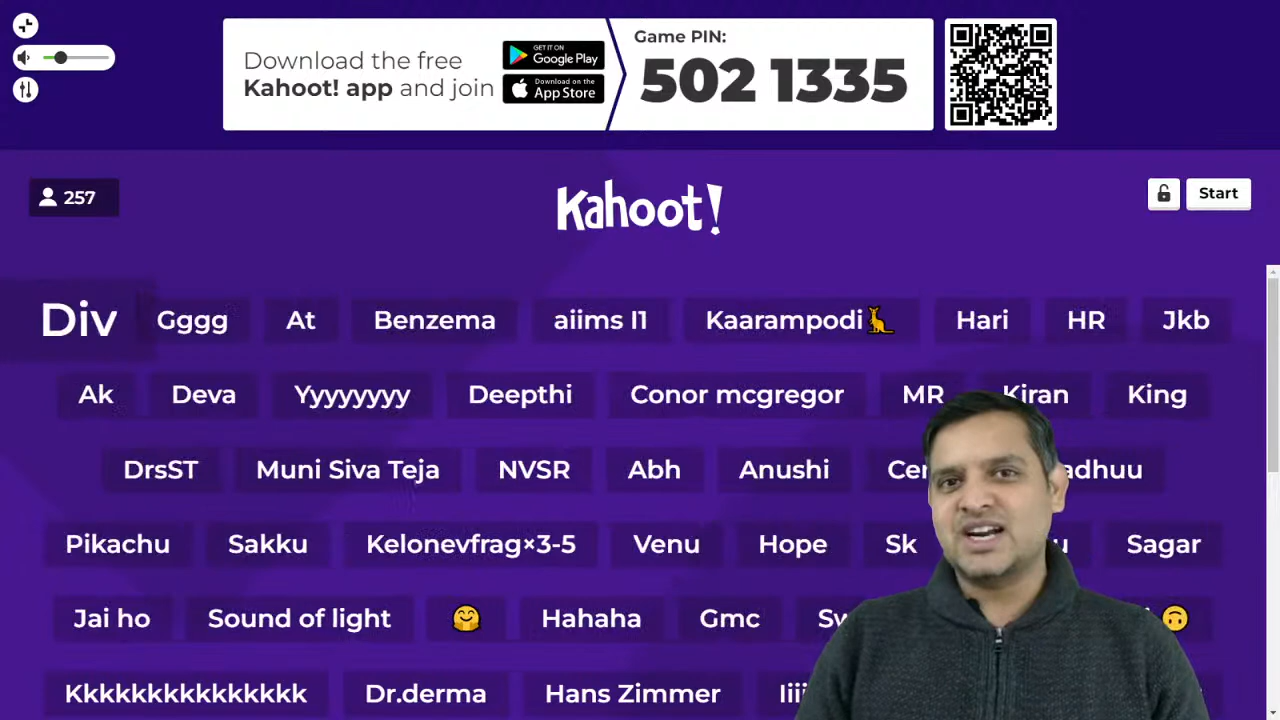 Download the free
Kahoot! app and join
GET IT ON
Google Play
Download on the
App Store
Game PIN:
502 1335
257
Kahoot!
Start
Div Gggg At Benzema aiims I1 Kaarampodi🦘 Hari HR Jkb
Ak Deva Yyyyyyyy Deepthi Conor mcgregor MR Kiran King
DrsST Muni Siva Teja NVSR Abh Anushi
Pikachu Sakku Kelonevfrag×3-5 Venu Hope Sk Sagar
Jai ho Sound of light 🤗 Hahaha Gmc 🙃
Kkkkkkkkkkkkkkk Dr.derma Hans Zimmer